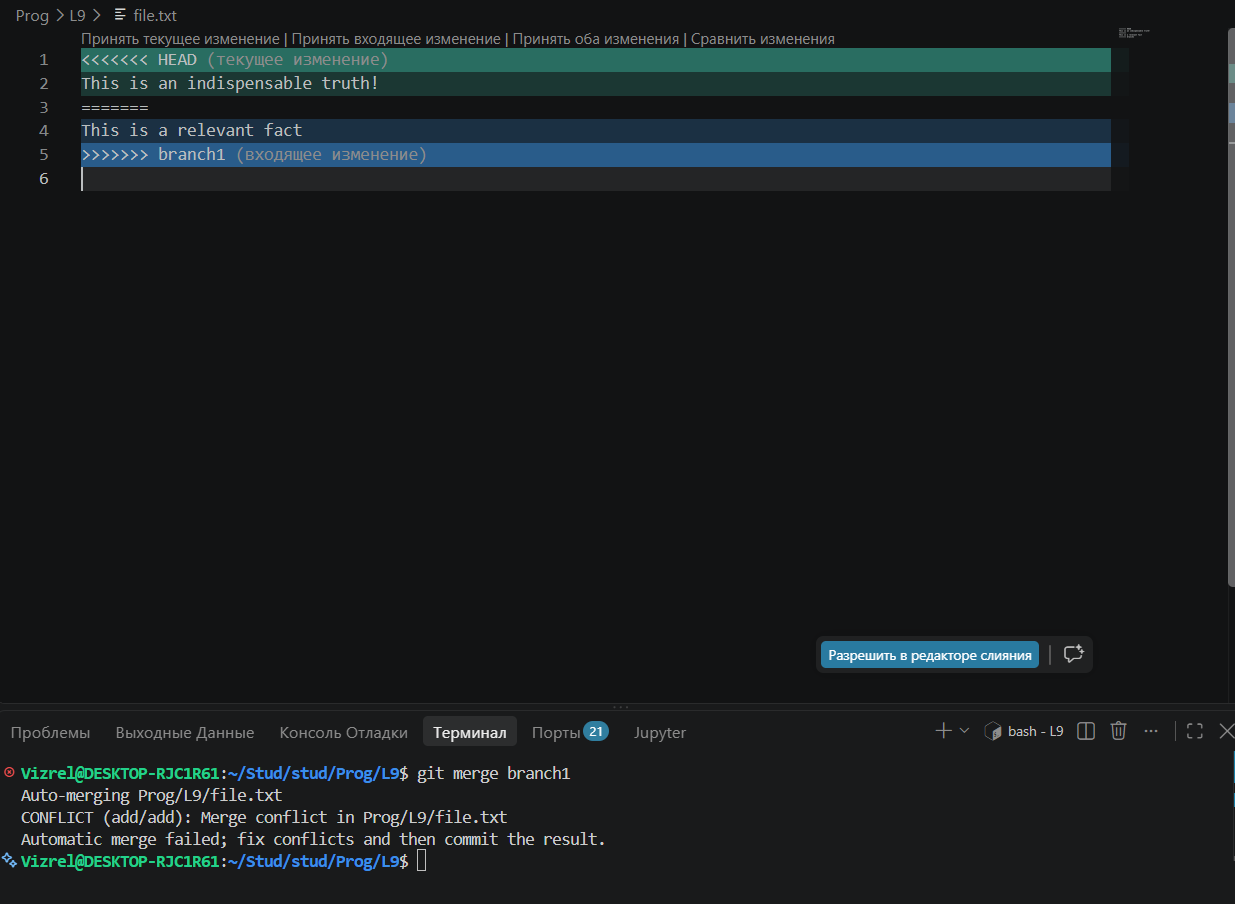 Prog > L9 > file.txt
Принять текущее изменение | Принять входящее изменение | Принять оба изменения | Сравнить изменения
1 <<<<<<< HEAD (текущее изменение)
2 This is an indispensable truth!
3 =======
4 This is a relevant fact
5 >>>>>>> branch1 (входящее изменение)
6
Разрешить в редакторе слияния
Проблемы Выходные Данные Консоль Отладки Терминал Порты 21 Jupyter bash - L9
Vizrel@DESKTOP-RJC1R61:~/Stud/stud/Prog/L9$ git merge branch1
Auto-merging Prog/L9/file.txt
CONFLICT (add/add): Merge conflict in Prog/L9/file.txt
Automatic merge failed; fix conflicts and then commit the result.
Vizrel@DESKTOP-RJC1R61:~/Stud/stud/Prog/L9$